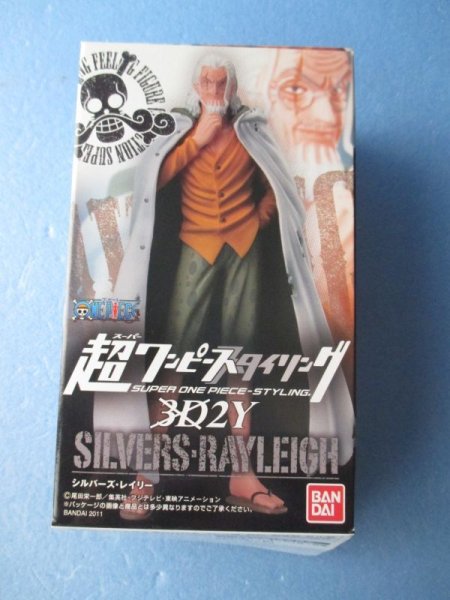 ONE PIECE
スーパー
超ワンピーススタイリング
SUPER ONE PIECE-STYLING
3D2Y
SILVERS·RAYLEIGH
シルバーズ・レイリー
©尾田栄一郎/集英社・フジテレビ・東映アニメーション
※パッケージの画像と商品とは多少異なりますのでご了承ください。
BANDAI 2011
BAN
DAI